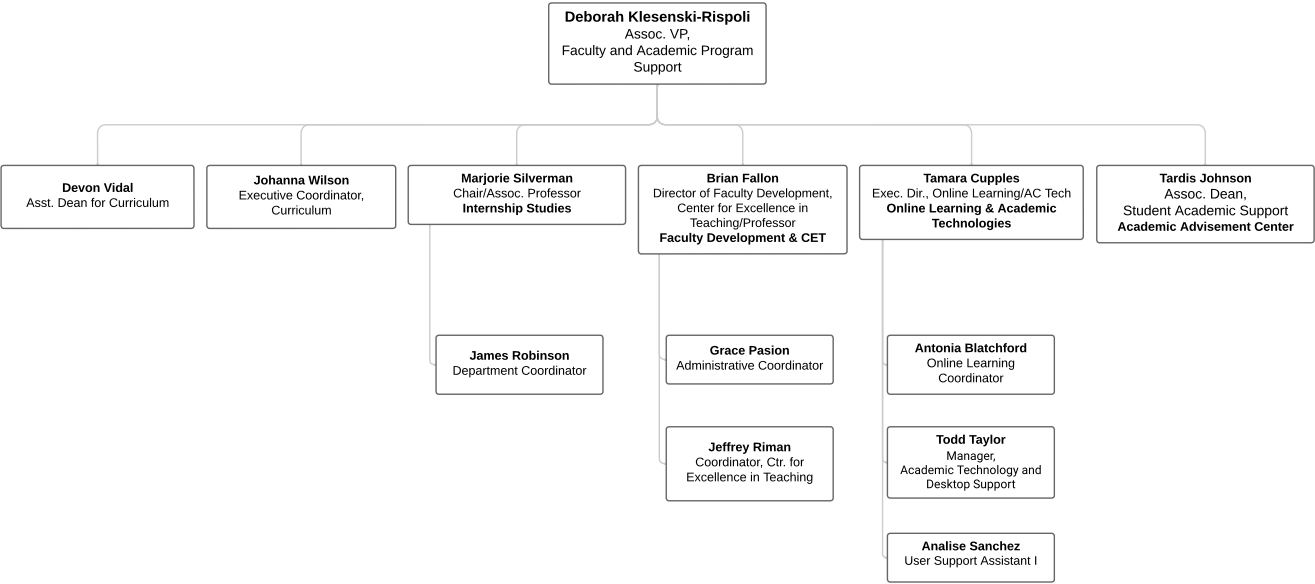 Deborah Klesenski-Rispoli
Assoc. VP,
Faculty and Academic Program
Support
Devon Vidal
Asst. Dean for Curriculum
Johanna Wilson
Executive Coordinator,
Curriculum
Marjorie Silverman
Chair/Assoc. Professor
Internship Studies
Brian Fallon
Director of Faculty Development,
Center for Excellence in
Teaching/Professor
Faculty Development & CET
Tamara Cupples
Exec. Dir., Online Learning/AC Tech
Online Learning & Academic
Technologies
Tardis Johnson
Assoc. Dean,
Student Academic Support
Academic Advisement Center
James Robinson
Department Coordinator
Grace Pasion
Administrative Coordinator
Jeffrey Riman
Coordinator, Ctr. for
Excellence in Teaching
Antonia Blatchford
Online Learning
Coordinator
Todd Taylor
Manager,
Academic Technology and
Desktop Support
Analise Sanchez
User Support Assistant I